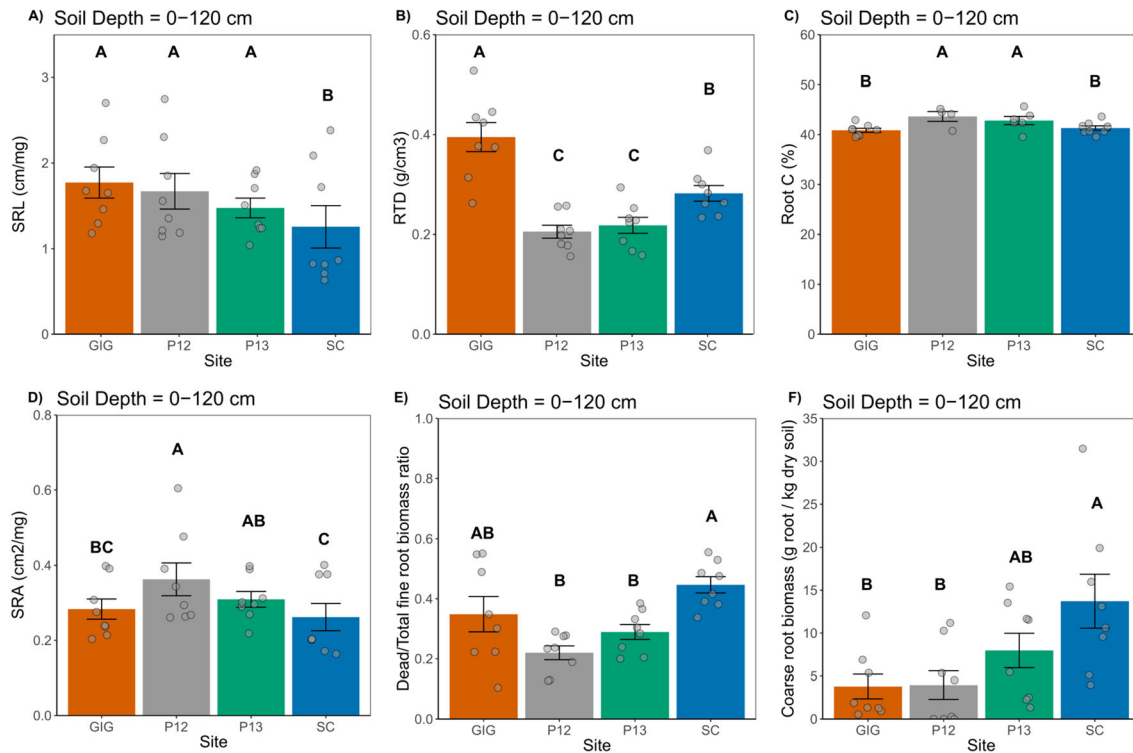 A) Soil Depth = 0−120 cm
SRL (cm/mg)
3
2
1
0
A A A B
GIG P12 P13 SC
Site
B) Soil Depth = 0−120 cm
RTD (g/cm3)
0.6
0.4
0.2
0.0
A C C B
GIG P12 P13 SC
Site
C) Soil Depth = 0−120 cm
Root C (%)
60
40
20
0
B A A B
GIG P12 P13 SC
Site
D) Soil Depth = 0−120 cm
SRA (cm2/mg)
0.8
0.6
0.4
0.2
0.0
BC A AB C
GIG P12 P13 SC
Site
E) Soil Depth = 0−120 cm
Dead/Total fine root biomass ratio
1.0
0.8
0.6
0.4
0.2
0.0
AB B B A
GIG P12 P13 SC
Site
F) Soil Depth = 0−120 cm
Coarse root biomass (g root / kg dry soil)
35
30
25
20
15
10
5
0
B B AB A
GIG P12 P13 SC
Site